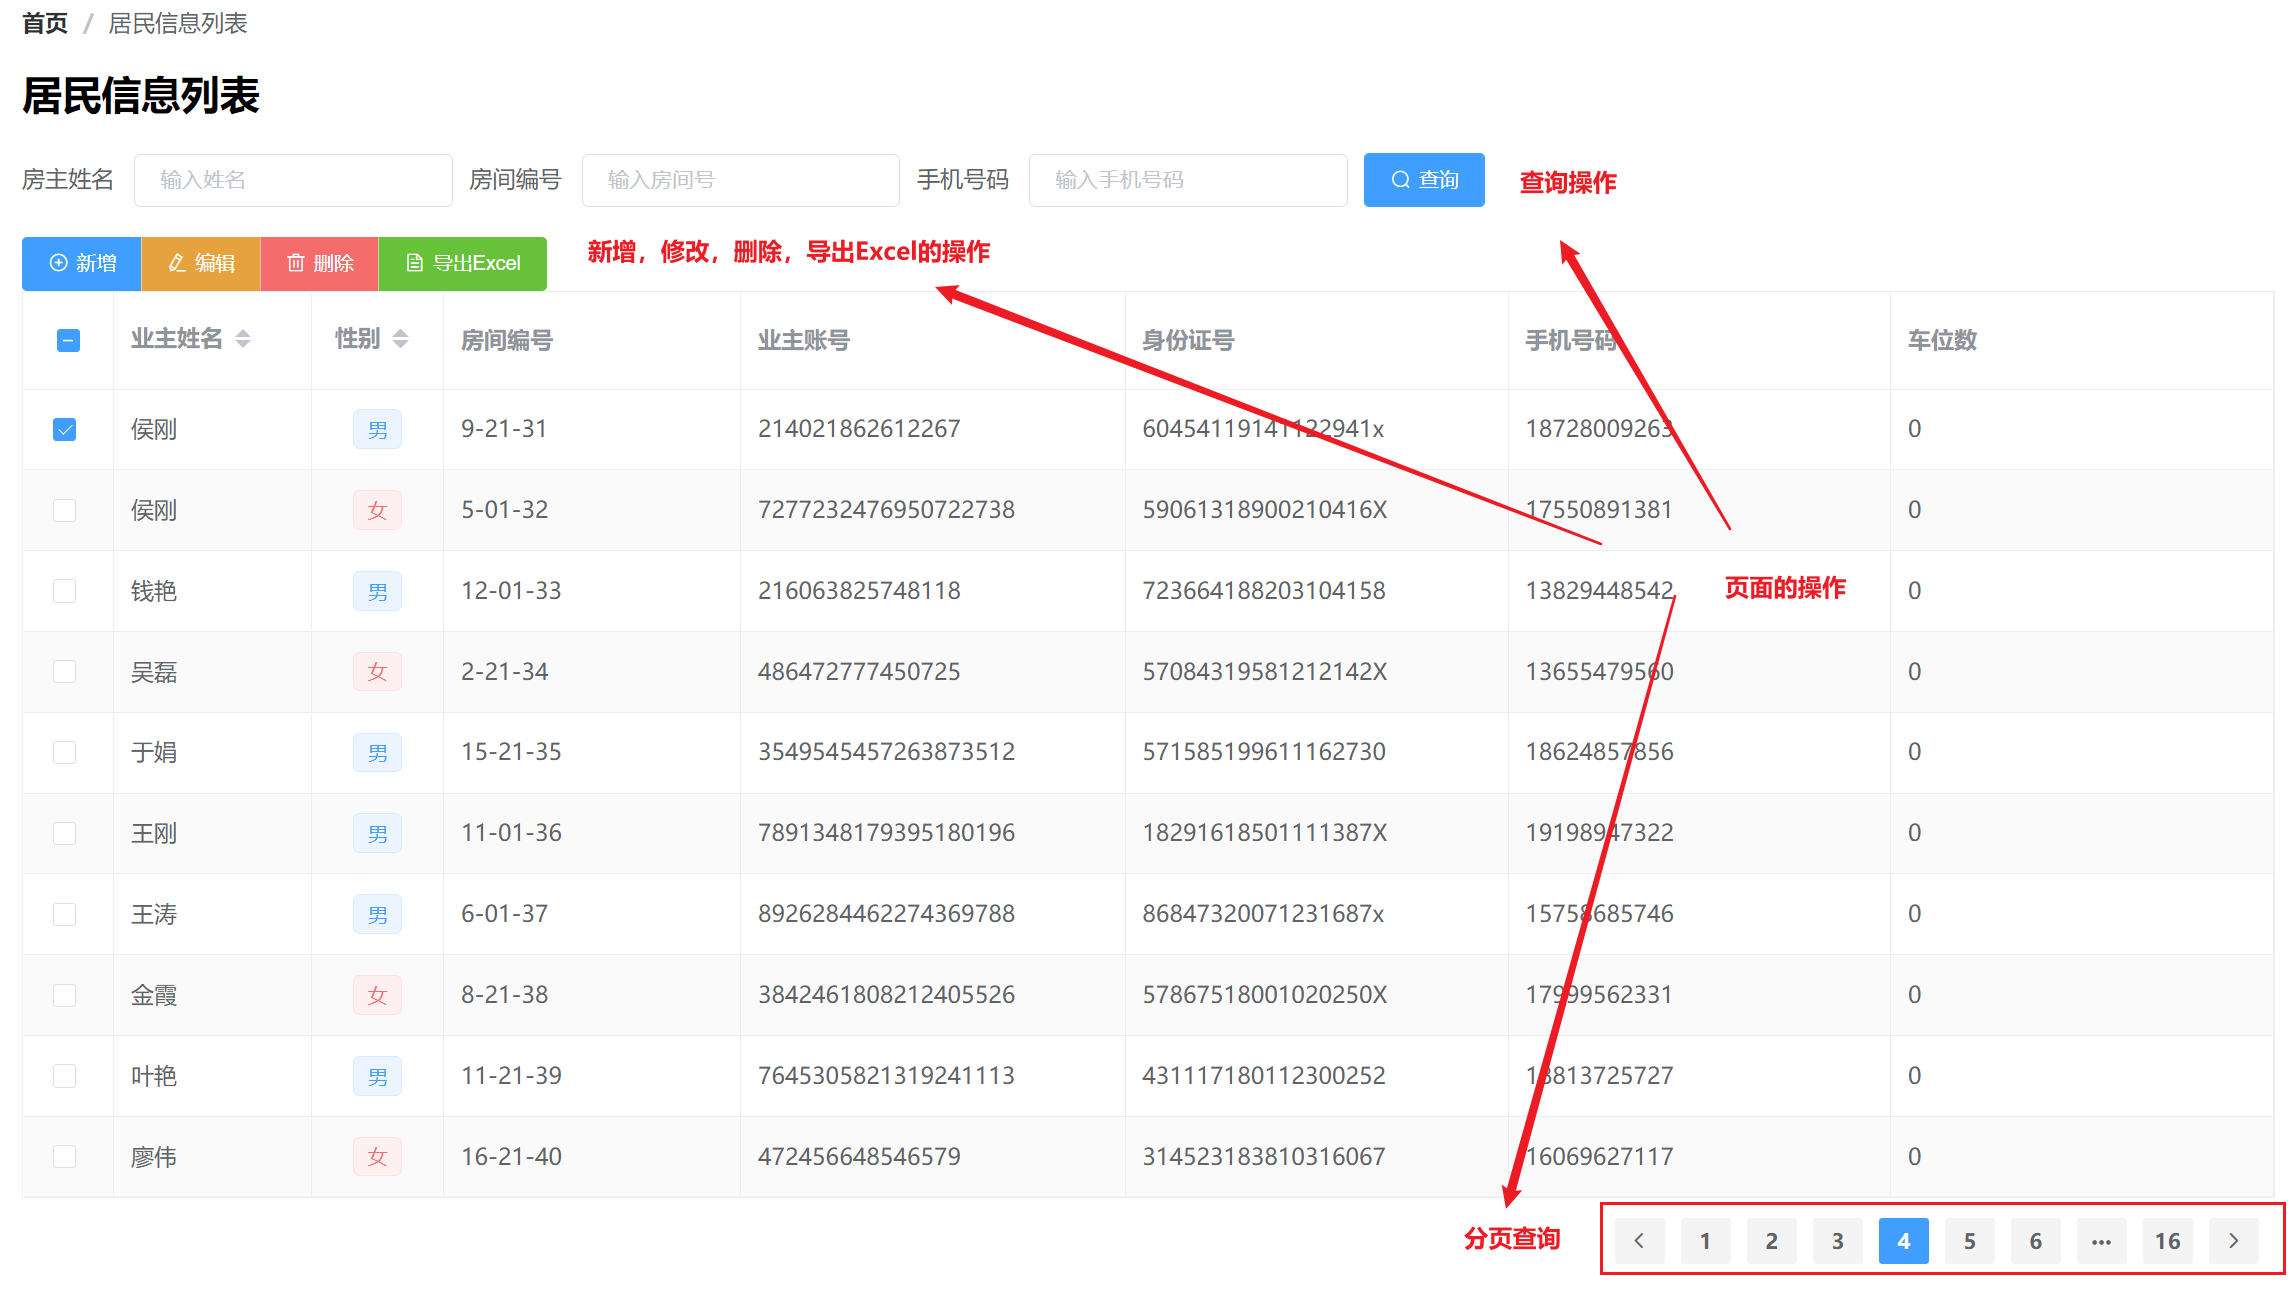 首页 / 居民信息列表
居民信息列表
房主姓名 输入姓名 房间编号 输入房间号 手机号码 输入手机号码 查询 查询操作
新增 编辑 删除 导出Excel 新增，修改，删除，导出Excel的操作
业主姓名 性别 房间编号 业主账号 身份证号 手机号码 车位数
侯刚 男 9-21-31 214021862612267 60454119141122941x 18728009263 0
侯刚 女 5-01-32 7277232476950722738 59061318900210416X 17550891381 0
钱艳 男 12-01-33 216063825748118 723664188203104158 13829448542 页面的操作 0
吴磊 女 2-21-34 486472777450725 57084319581212142X 13655479560 0
于娟 男 15-21-35 3549545457263873512 571585199611162730 18624857856 0
王刚 男 11-01-36 7891348179395180196 18291618501111387X 19198947322 0
王涛 男 6-01-37 8926284462274369788 86847320071231687x 15758685746 0
金霞 女 8-21-38 3842461808212405526 57867518001020250X 17999562331 0
叶艳 男 11-21-39 7645305821319241113 431117180112300252 18813725727 0
廖伟 女 16-21-40 472456648546579 314523183810316067 16069627117 0
分页查询 < 1 2 3 4 5 6 ••• 16 >